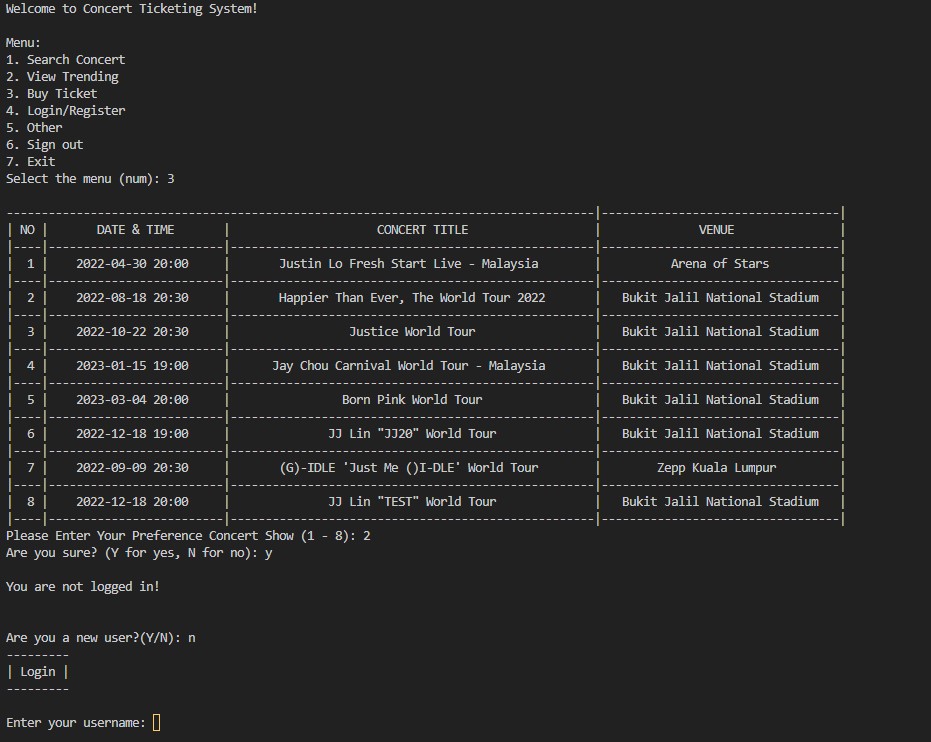 Welcome to Concert Ticketing System!
Menu:
1. Search Concert
2. View Trending
3. Buy Ticket
4. Login/Register
5. Other
6. Sign out
7. Exit
Select the menu (num): 3
| NO | DATE & TIME | CONCERT TITLE | VENUE |
| 1 | 2022-04-30 20:00 | Justin Lo Fresh Start Live - Malaysia | Arena of Stars |
| 2 | 2022-08-18 20:30 | Happier Than Ever, The World Tour 2022 | Bukit Jalil National Stadium |
| 3 | 2022-10-22 20:30 | Justice World Tour | Bukit Jalil National Stadium |
| 4 | 2023-01-15 19:00 | Jay Chou Carnival World Tour - Malaysia | Bukit Jalil National Stadium |
| 5 | 2023-03-04 20:00 | Born Pink World Tour | Bukit Jalil National Stadium |
| 6 | 2022-12-18 19:00 | JJ Lin "JJ20" World Tour | Bukit Jalil National Stadium |
| 7 | 2022-09-09 20:30 | (G)-IDLE 'Just Me ()I-DLE' World Tour | Zepp Kuala Lumpur |
| 8 | 2022-12-18 20:00 | JJ Lin "TEST" World Tour | Bukit Jalil National Stadium |
Please Enter Your Preference Concert Show (1 - 8): 2
Are you sure? (Y for yes, N for no): y
You are not logged in!
Are you a new user?(Y/N): n
---------
| Login |
---------
Enter your username: